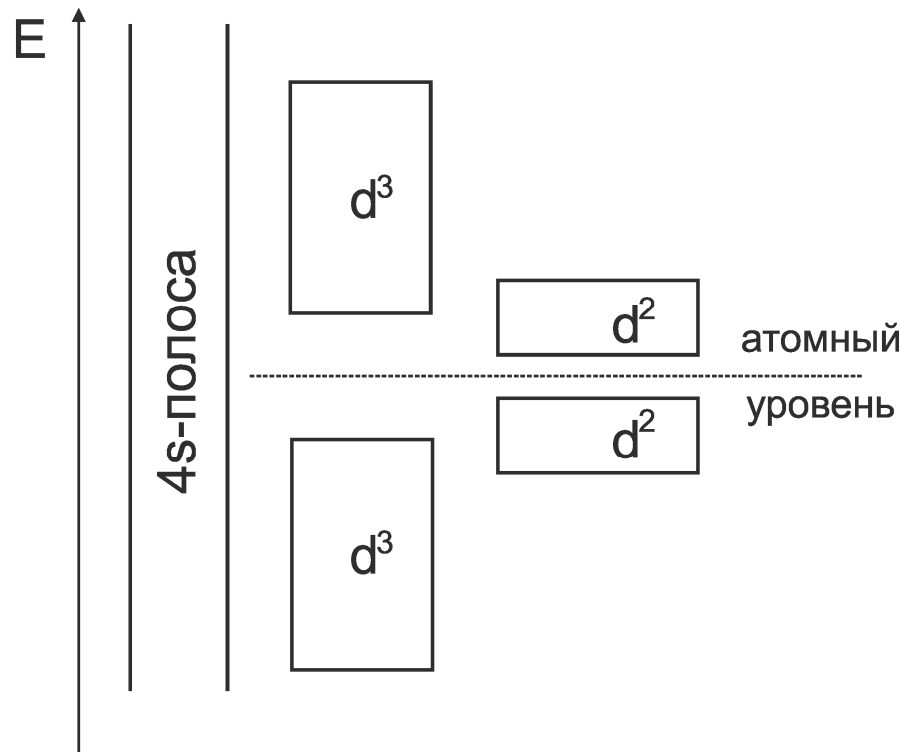 E
4s-полоса
d³
d²
атомный
уровень
d²
d³